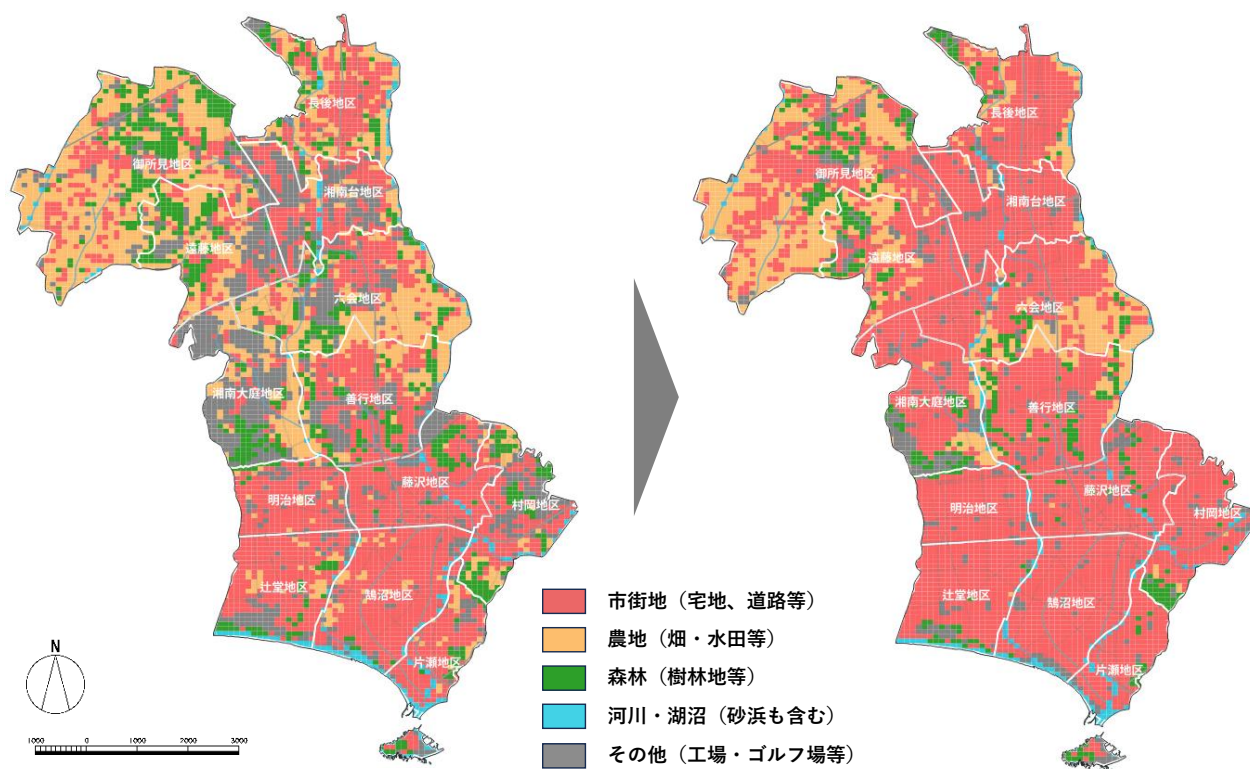 長後地区
御所見地区
湘南台地区
遠藤地区
六会地区
湘南大庭地区
善行地区
藤沢地区
明治地区
村岡地区
辻堂地区
鵠沼地区
片瀬地区
N
1000 0 1000 2000 3000
長後地区
御所見地区
湘南台地区
遠藤地区
六会地区
湘南大庭地区
善行地区
藤沢地区
明治地区
村岡地区
辻堂地区
鵠沼地区
片瀬地区
市街地（宅地、道路等）
農地（畑・水田等）
森林（樹林地等）
河川・湖沼（砂浜も含む）
その他（工場・ゴルフ場等）